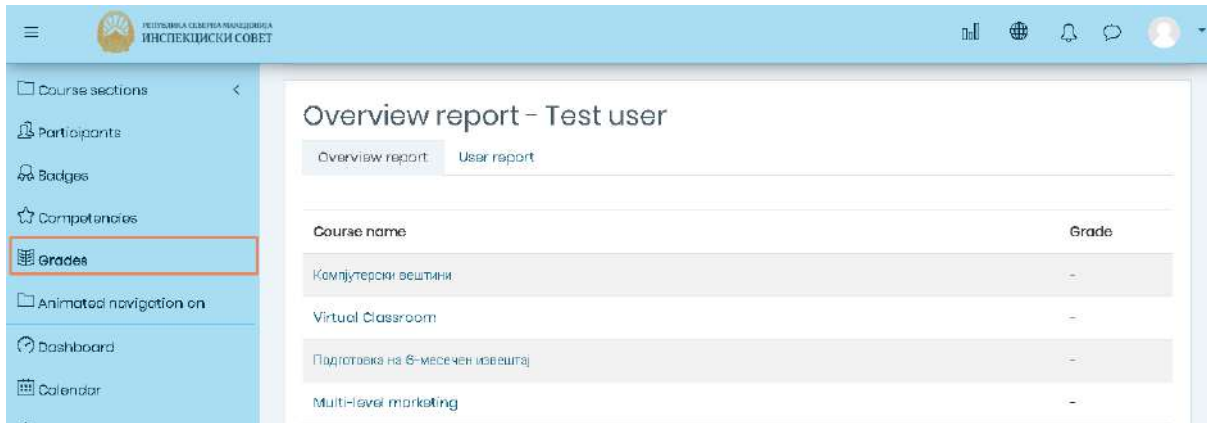 РЕПУБЛИКА СЕВЕРНА МАКЕДОНИЈА
ИНСПЕКЦИСКИ СОВЕТ
Course sections
Participants
Badges
Competencies
Grades
Animated navigation on
Dashboard
Calendar
Overview report - Test user
Overview report User report
Course name Grade
Компјутерски вештини -
Virtual Classroom -
Подготовка на 6-месечен извештај -
Multi-level marketing -